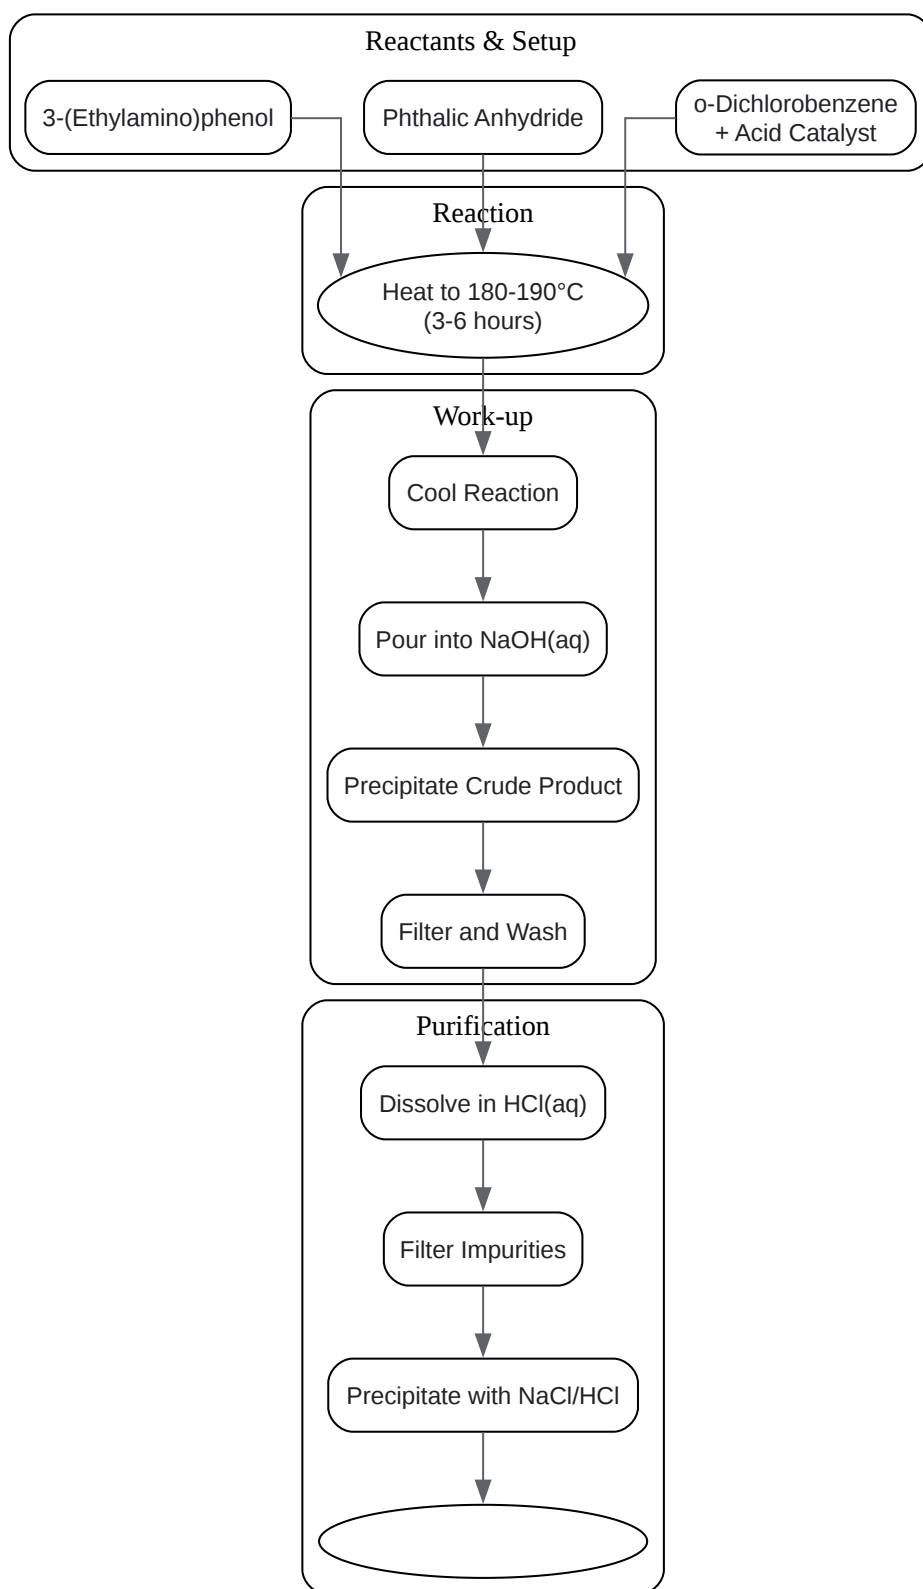 Reactants & Setup
3-(Ethylamino)phenol
Phthalic Anhydride
o-Dichlorobenzene
+ Acid Catalyst
Reaction
Heat to 180-190°C
(3-6 hours)
Work-up
Cool Reaction
Pour into NaOH(aq)
Precipitate Crude Product
Filter and Wash
Purification
Dissolve in HCl(aq)
Filter Impurities
Precipitate with NaCl/HCl